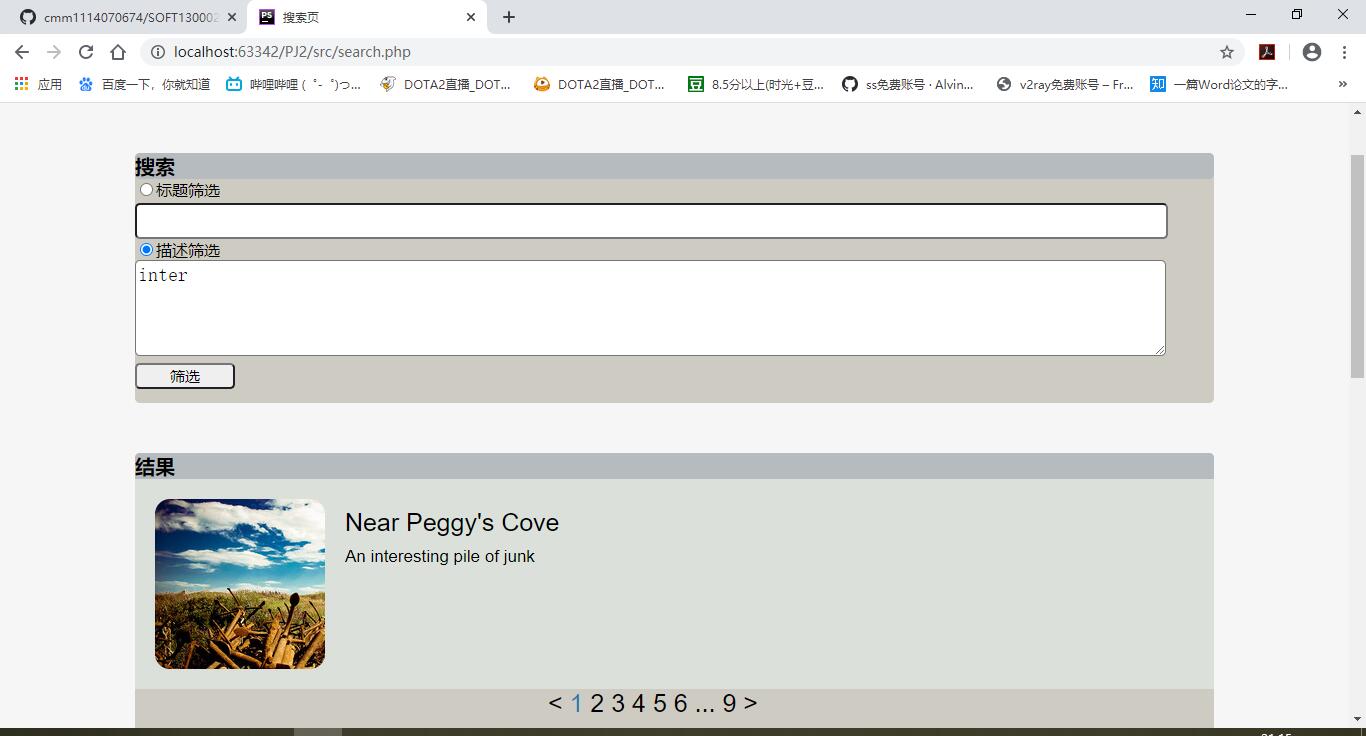 cmm1114070674/SOFT130002
搜索页
localhost:63342/PJ2/src/search.php
应用 百度一下，你就知道 哔哩哔哩 (゜-゜)つ... DOTA2直播_DOT... DOTA2直播_DOT... 8.5分以上(时光+豆... ss免费账号 · Alvin... v2ray免费账号 – Fr... 一篇Word论文的字... »
搜索
标题筛选
描述筛选
inter
筛选
结果
Near Peggy's Cove
An interesting pile of junk
< 1 2 3 4 5 6 ... 9 >